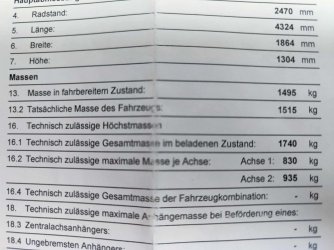 4. Radstand: 2470 mm
5. Länge: 4324 mm
6. Breite: 1864 mm
7. Höhe: 1304 mm
Massen
13. Masse in fahrbereitem Zustand: 1495 kg
13.2 Tatsächliche Masse des Fahrzeugs: 1515 kg
16. Technisch zulässige Höchstmassen
16.1 Technisch zulässige Gesamtmasse im beladenen Zustand: 1740 kg
16.2 Technisch zulässige maximale Masse je Achse: Achse 1: 830 kg
Achse 2: 935 kg
16.4 Technisch zulässige Gesamtmasse der Fahrzeugkombination: - kg
18. Technisch zulässige maximale Anhängemasse bei Beförderung eines:
18.3 Zentralachsanhängers: - kg
18.4 Ungebremsten Anhängers: - kg